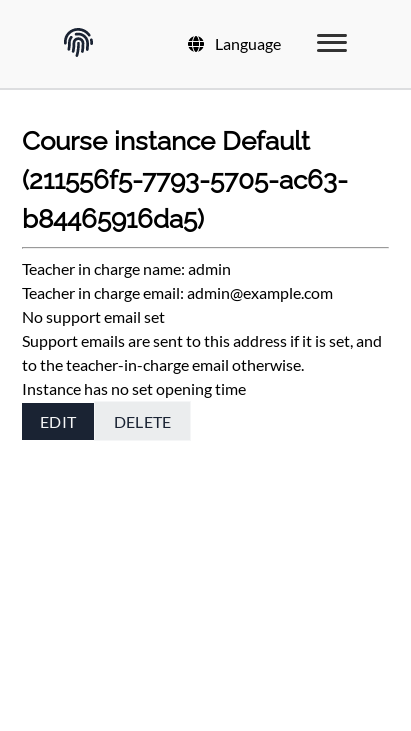 Language
Course instance Default
(211556f5-7793-5705-ac63-
b84465916da5)
Teacher in charge name: admin
Teacher in charge email: admin@example.com
No support email set
Support emails are sent to this address if it is set, and
to the teacher-in-charge email otherwise.
Instance has no set opening time
EDIT DELETE